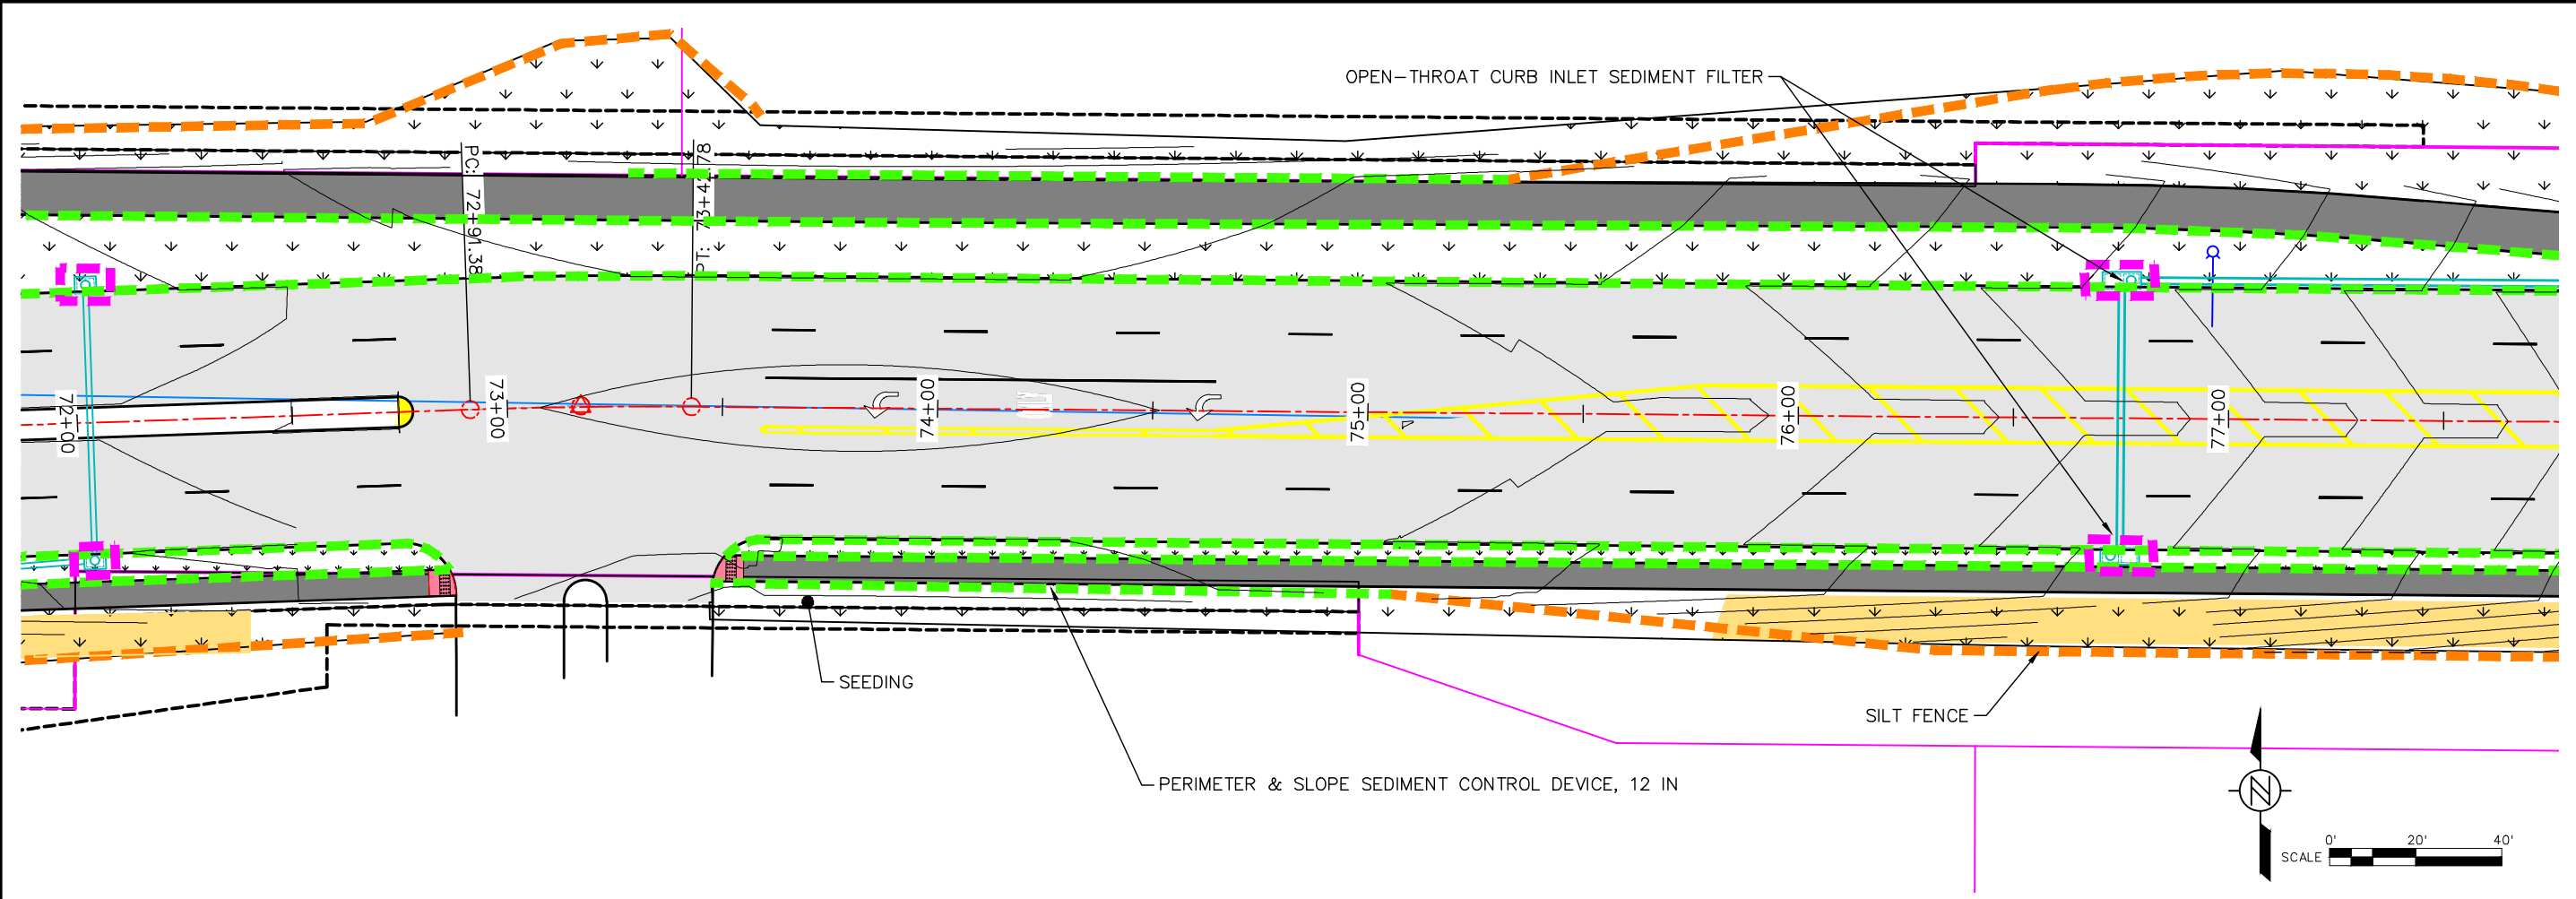 OPEN-THROAT CURB INLET SEDIMENT FILTER
PC: 72+91.38
PT: 73+42.78
72+00
73+00
74+00
75+00
76+00
77+00
SEEDING
SILT FENCE
PERIMETER & SLOPE SEDIMENT CONTROL DEVICE, 12 IN
N
SCALE
0' 20' 40'